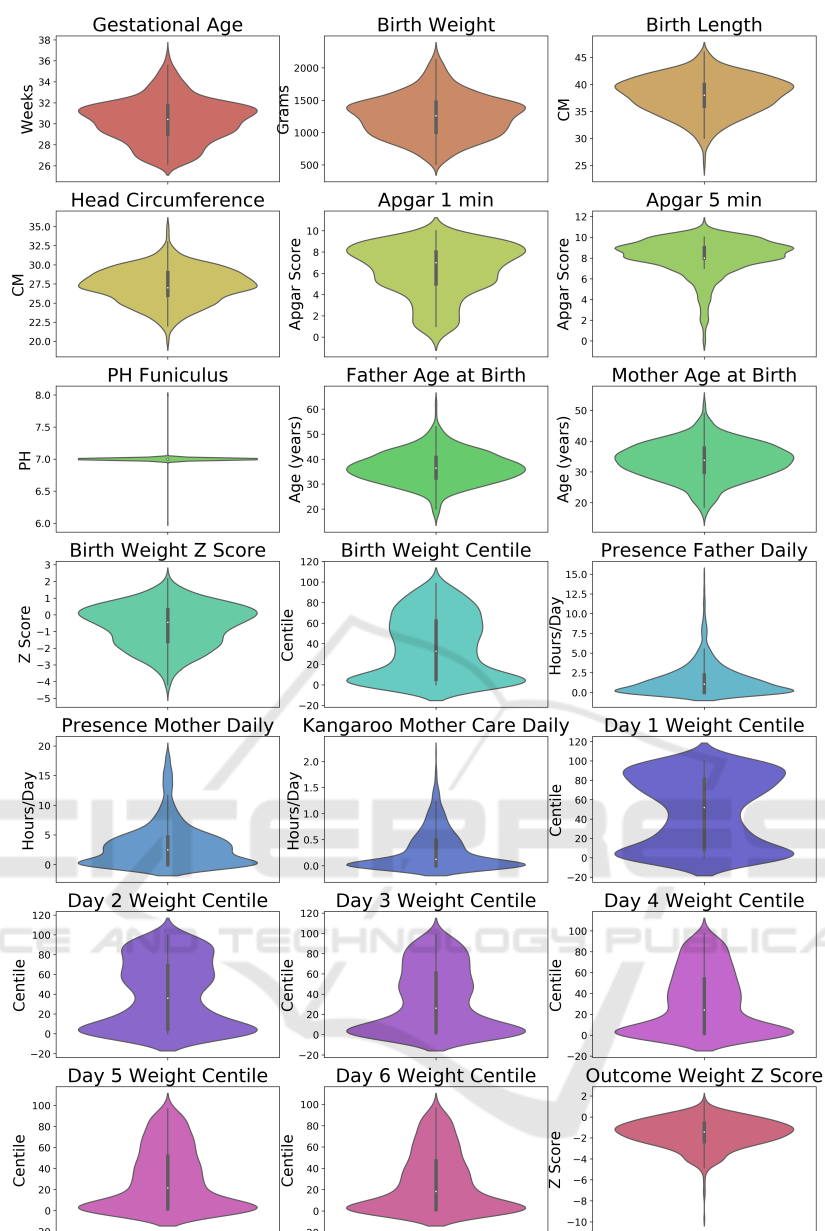 Gestational Age Birth Weight Birth Length
Weeks Grams CM
38 36 34 32 30 28 26
2000 1500 1000 500
45 40 35 30 25
Head Circumference Apgar 1 min Apgar 5 min
CM Apgar Score Apgar Score
35.0 32.5 30.0 27.5 25.0 22.5 20.0
10 8 6 4 2 0
12 10 8 6 4 2 0
PH Funiculus Father Age at Birth Mother Age at Birth
PH Age (years) Age (years)
8.0 7.0 6.5 6.0
60 50 40 30 20
50 40 30 20
Birth Weight Z Score Birth Weight Centile Presence Father Daily
Z Score Centile Hours/Day
3 2 1 0 −1 −2 −3 −4 −5
120 100 80 60 40 20 0 −20
15.0 12.5 10.0 7.5 5.0 2.5 0.0
Presence Mother Daily Kangaroo Mother Care Daily Day 1 Weight Centile
Hours/Day Hours/Day Centile
20 15 10 5 0
2.0 1.5 1.0 0.5 0.0
120 100 80 60 40 20 0 −20
Day 2 Weight Centile Day 3 Weight Centile Day 4 Weight Centile
Centile Centile Centile
120 100 80 60 40 20 0 −20
120 100 80 60 40 20 0 −20
100 80 60 40 20 0 −20
Day 5 Weight Centile Day 6 Weight Centile Outcome Weight Z Score
Centile Centile Z Score
100 80 60 40 20 0
100 80 60 40 20 0
2 0 −2 −4 −6 −8 −10
CITEPRES
CE AND TECHNOLOGY PUBLICA